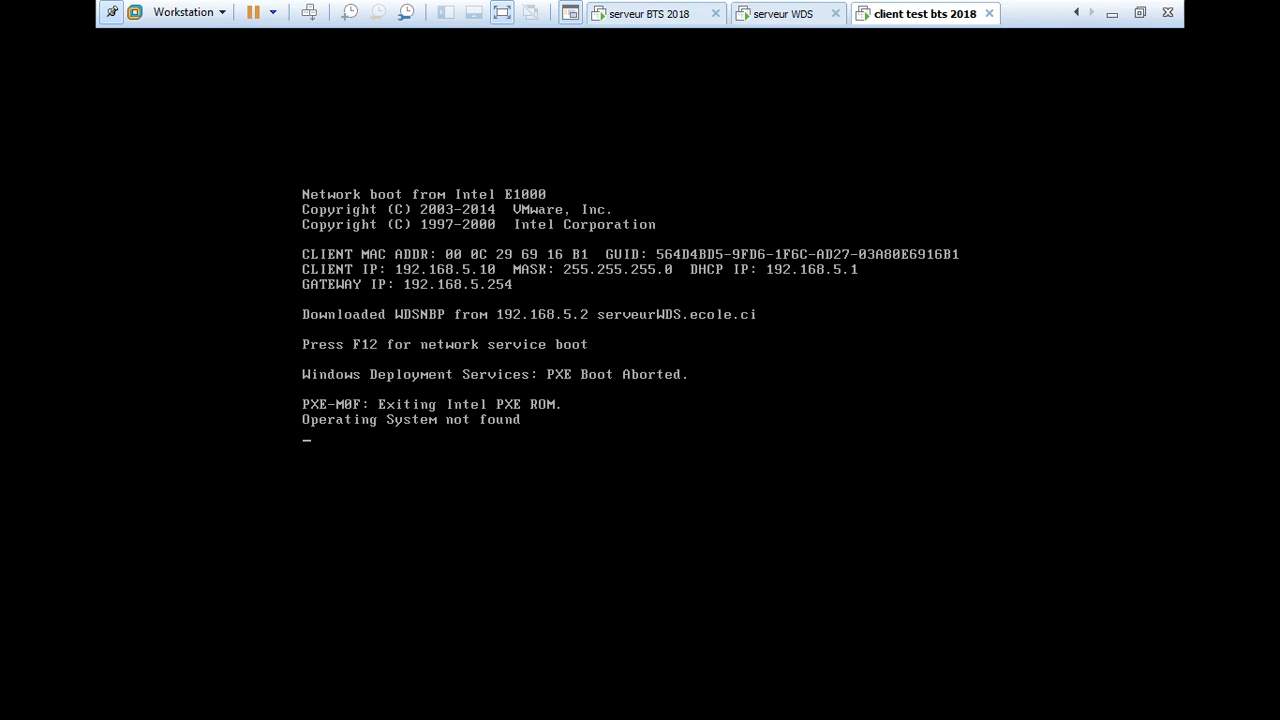 Workstation serveur BTS 2018 serveur WDS client test bts 2018
Network boot from Intel E1000
Copyright (C) 2003-2014 VMware, Inc.
Copyright (C) 1997-2000 Intel Corporation
CLIENT MAC ADDR: 00 0C 29 69 16 B1 GUID: 564D4BD5-9FD6-1F6C-AD27-03A80E6916B1
CLIENT IP: 192.168.5.10 MASK: 255.255.255.0 DHCP IP: 192.168.5.1
GATEWAY IP: 192.168.5.254
Downloaded WDSNBP from 192.168.5.2 serveurWDS.ecole.ci
Press F12 for network service boot
Windows Deployment Services: PXE Boot Aborted.
PXE-M0F: Exiting Intel PXE ROM.
Operating System not found
_